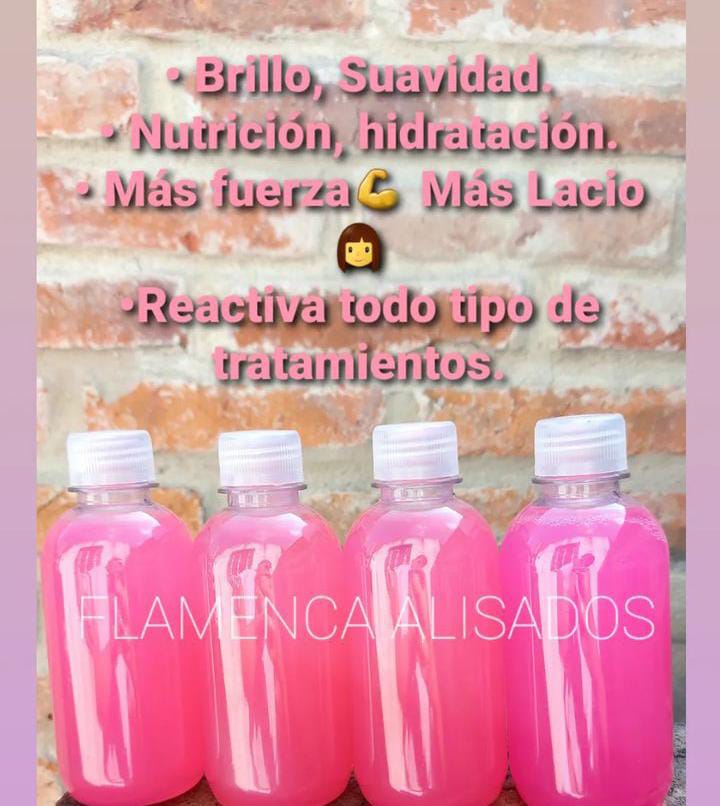 • Brillo, Suavidad.
• Nutrición, hidratación.
• Más fuerza💪 Más Lacio
👩
•Reactiva todo tipo de
tratamientos.
FLAMENCA ALISADOS